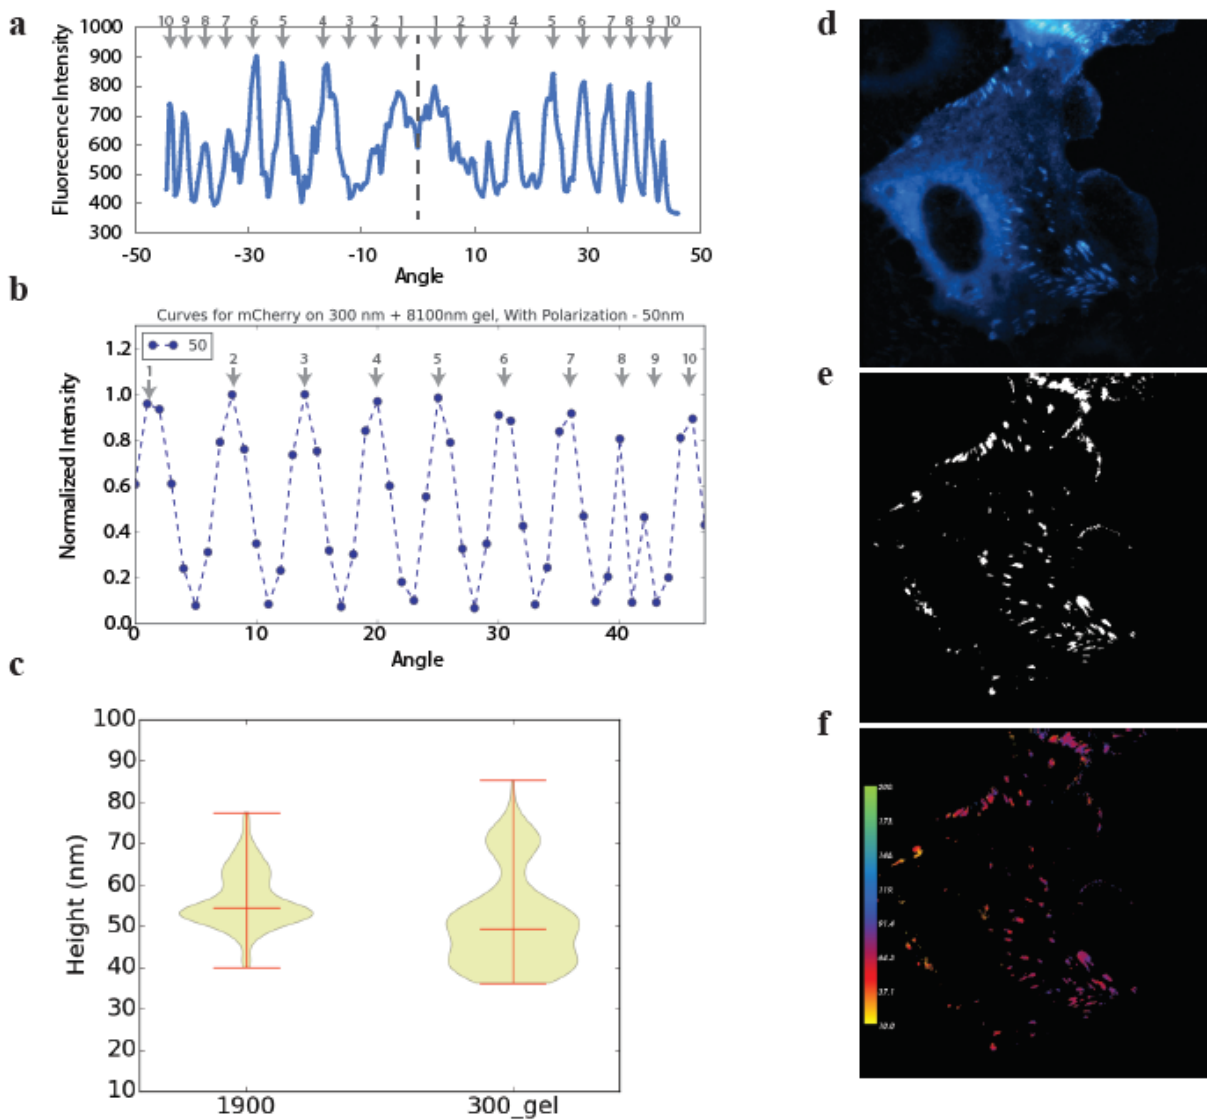 a
10 9 8 7 6 5 4 3 2 1 1 2 3 4 5 6 7 8 9 10
1000
900
800
700
600
500
400
300
Fluorecence Intensity
-50 -30 -10 10 30 50
Angle
b
Curves for mCherry on 300 nm + 8100nm gel, With Polarization - 50nm
50
1 2 3 4 5 6 7 8 9 10
1.2
1.0
0.8
0.6
0.4
0.2
0.0
Normalized Intensity
0 10 20 30 40
Angle
c
100
90
80
70
60
50
40
30
20
10
Height (nm)
1900 300_gel
d
e
f
37.1
10.0